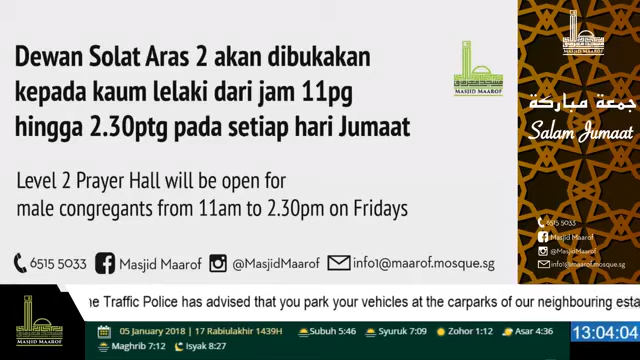 Dewan Solat Aras 2 akan dibukakan
kepada kaum lelaki dari jam 11pg
hingga 2.30ptg pada setiap hari Jumaat
MASJID MAAROF
Level 2 Prayer Hall will be open for
male congregants from 11am to 2.30pm on Fridays
6515 5033 Masjid Maarof @MasjidMaarof info1@maarof.mosque.sg
جمعة مباركة
Salam Jumaat
6515 5033
Masjid Maarof
@MasjidMaarof
info1@maarof.mosque.sg
MASJID MAAROF
he Traffic Police has advised that you park your vehicles at the carparks of our neighbouring esta
05 January 2018 | 17 Rabiulakhir 1439H Subuh 5:46 Syuruk 7:09 Zohor 1:12 Asar 4:36
Maghrib 7:12 Isyak 8:27
13:04:04